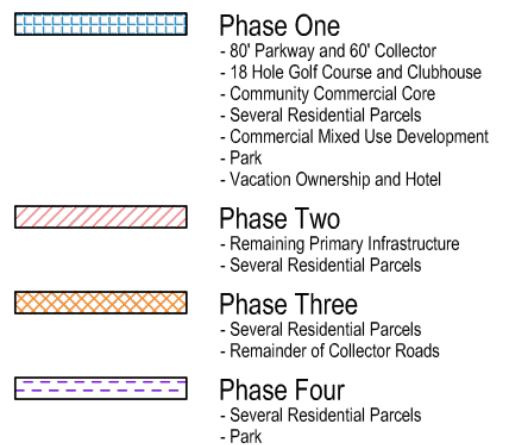 Phase One
- 80' Parkway and 60' Collector
- 18 Hole Golf Course and Clubhouse
- Community Commercial Core
- Several Residential Parcels
- Commercial Mixed Use Development
- Park
- Vacation Ownership and Hotel
Phase Two
- Remaining Primary Infrastructure
- Several Residential Parcels
Phase Three
- Several Residential Parcels
- Remainder of Collector Roads
Phase Four
- Several Residential Parcels
- Park